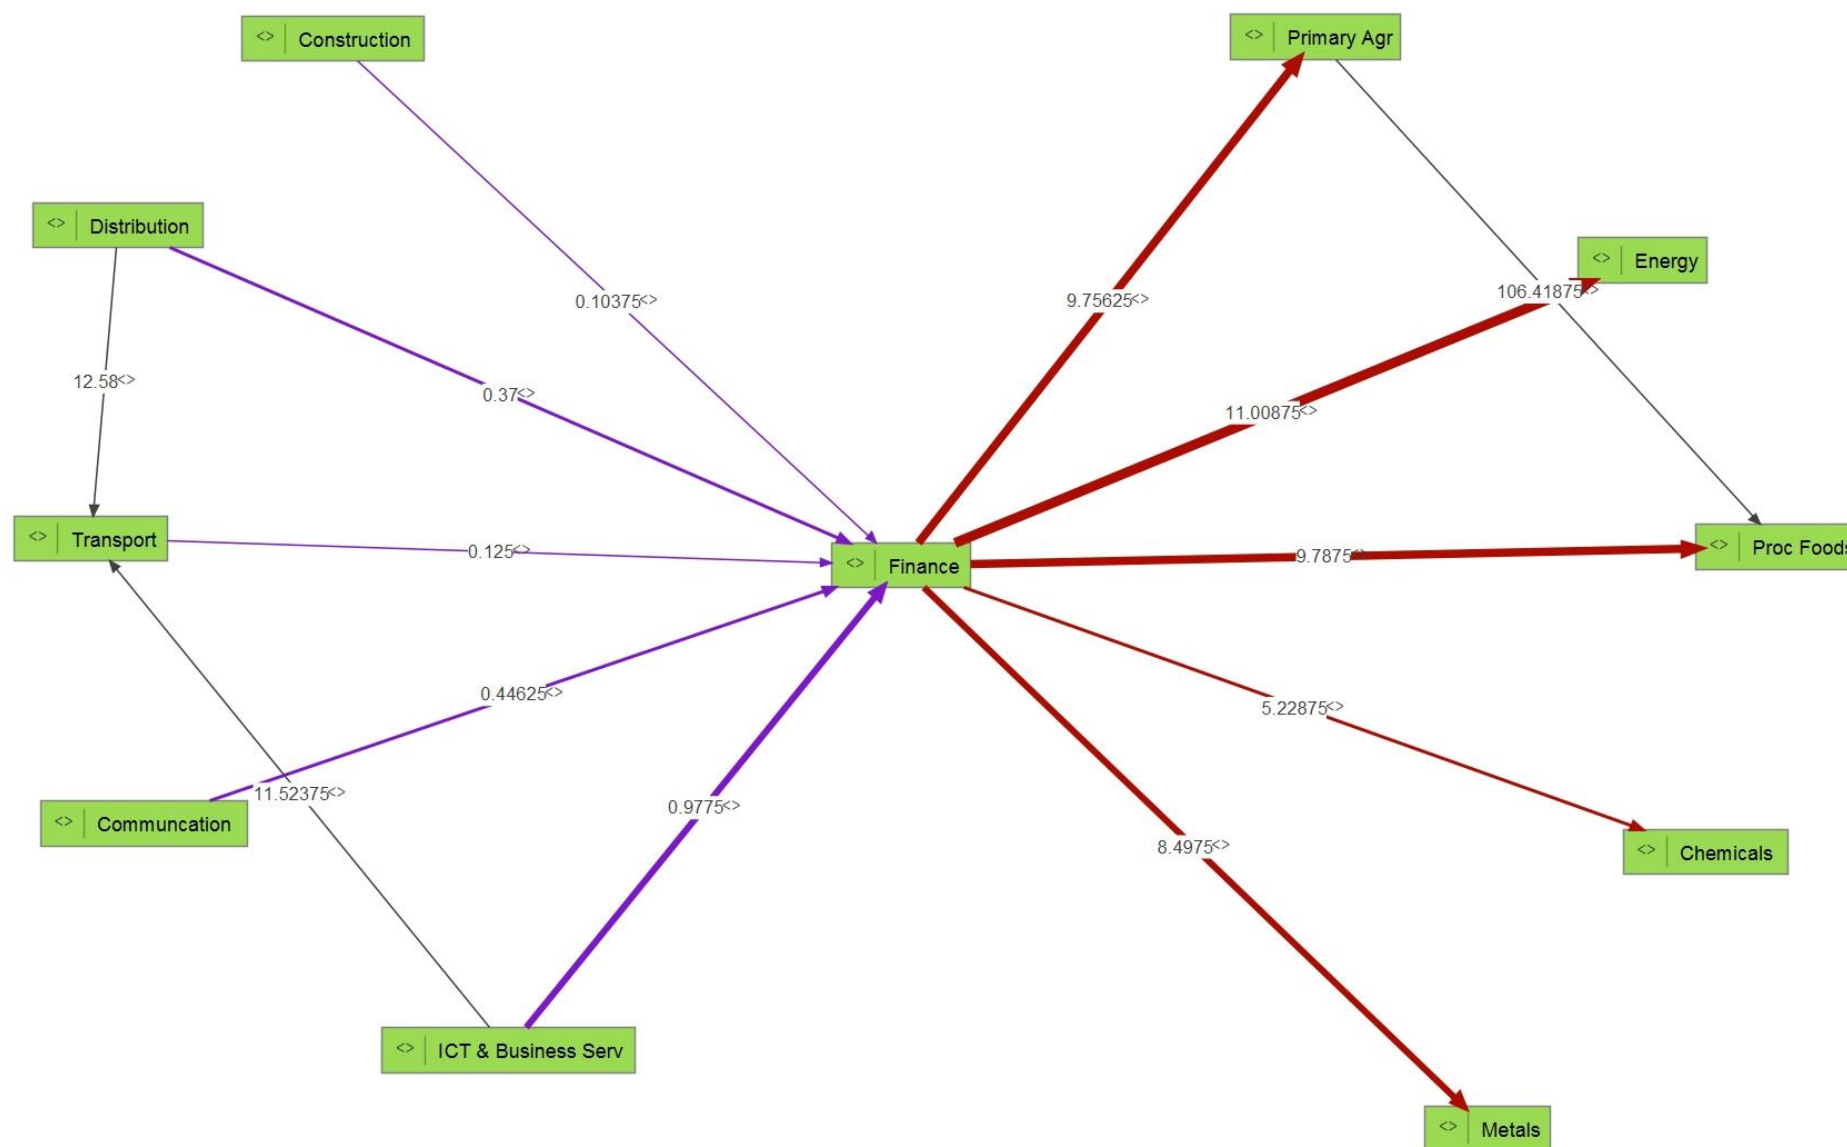 <> Construction
<> Primary Agr
<> Distribution
<> Energy
106.41875<>
0.10375<>
9.75625<>
12.58<>
0.37<>
11.00875<>
<> Transport
0.125<>
<> Finance
9.7875<>
<> Proc Foods
0.44625<>
5.22875<>
11.52375<>
0.9775<>
<> Communcation
8.4975<>
<> Chemicals
<> ICT & Business Serv
<> Metals